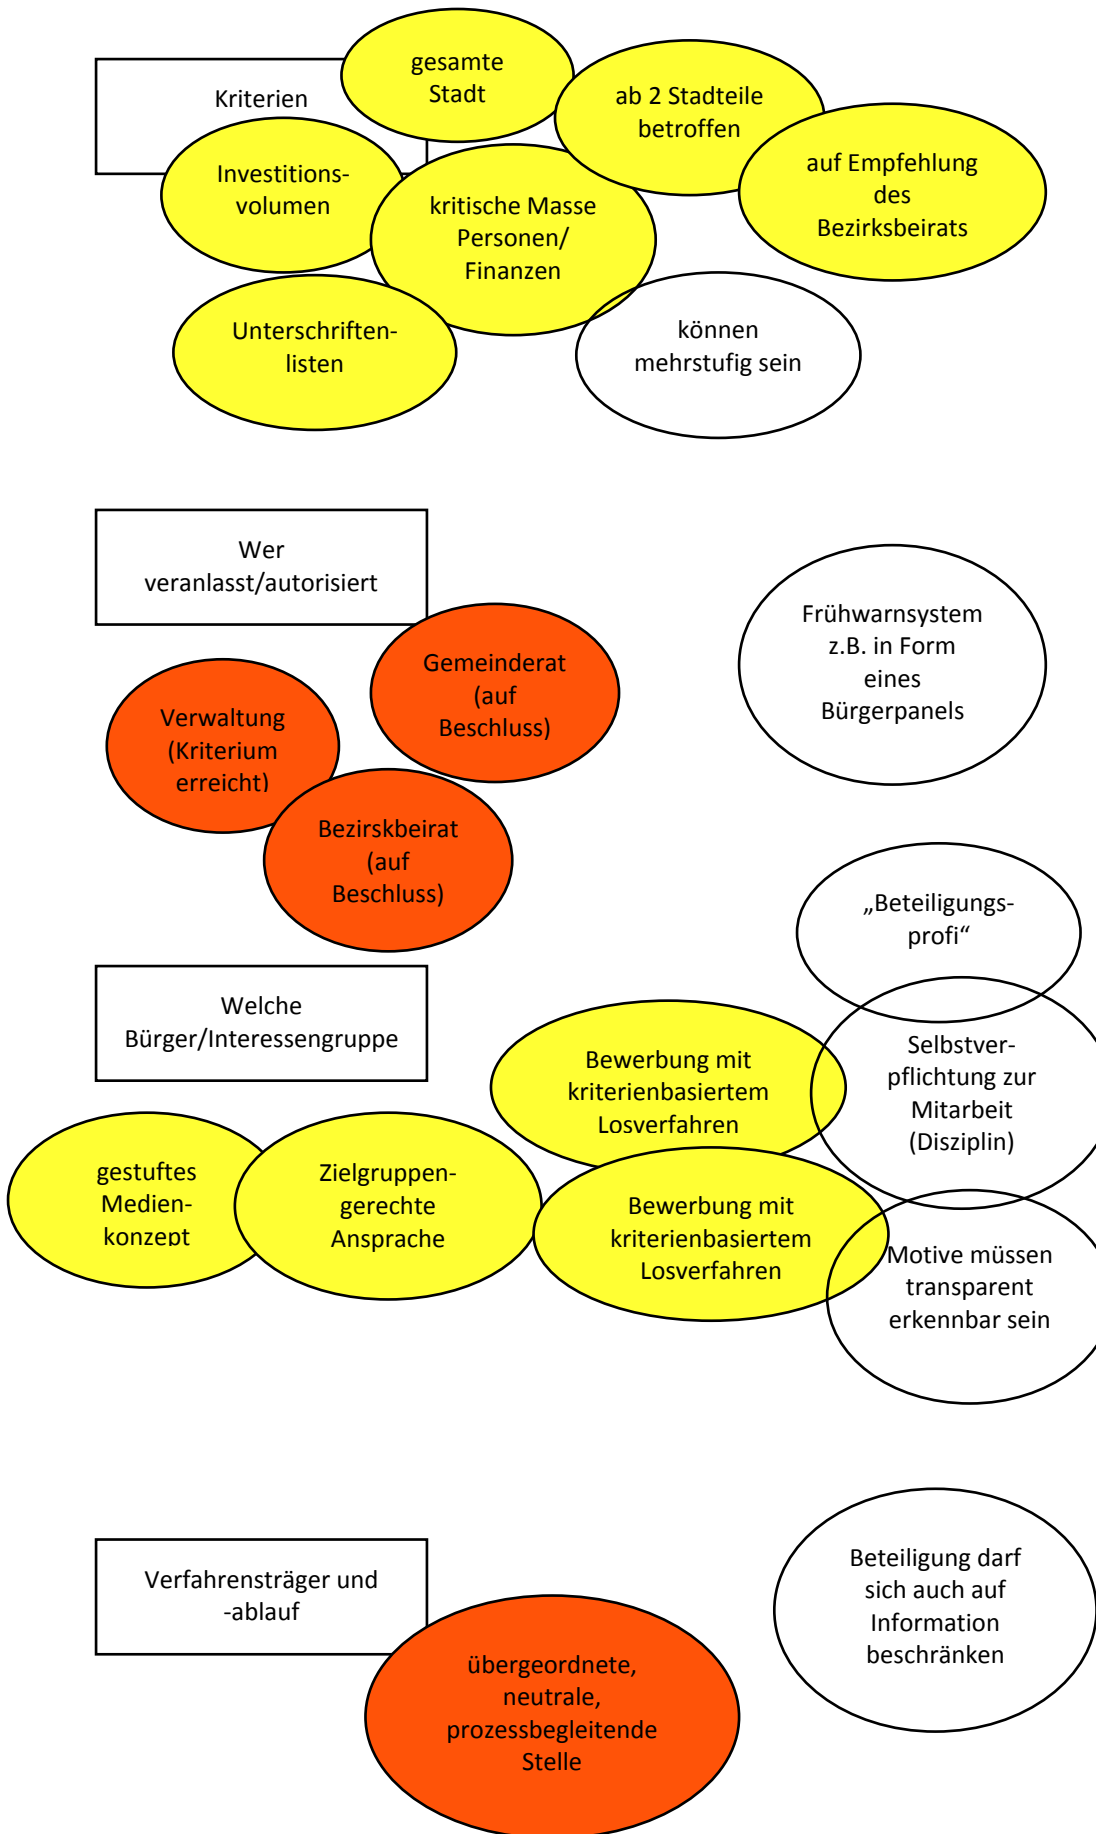 Kriterien
gesamte
Stadt
ab 2 Stadteile
betroffen
auf Empfehlung
des
Bezirksbeirats
Investitions-
volumen
kritische Masse
Personen/
Finanzen
Unterschriften-
listen
können
mehrstufig sein
Wer
veranlasst/autorisiert
Gemeinderat
(auf
Beschluss)
Verwaltung
(Kriterium
erreicht)
Bezirskbeirat
(auf
Beschluss)
Frühwarnsystem
z.B. in Form
eines
Bürgerpanels
„Beteiligungs-
profi“
Welche
Bürger/Interessengruppe
Bewerbung mit
kriterienbasiertem
Losverfahren
Selbstver-
pflichtung zur
Mitarbeit
(Disziplin)
gestuftes
Medien-
konzept
Zielgruppen-
gerechte
Ansprache
Bewerbung mit
kriterienbasiertem
Losverfahren
Motive müssen
transparent
erkennbar sein
Verfahrensträger und
-ablauf
übergeordnete,
neutrale,
prozessbegleitende
Stelle
Beteiligung darf
sich auch auf
Information
beschränken